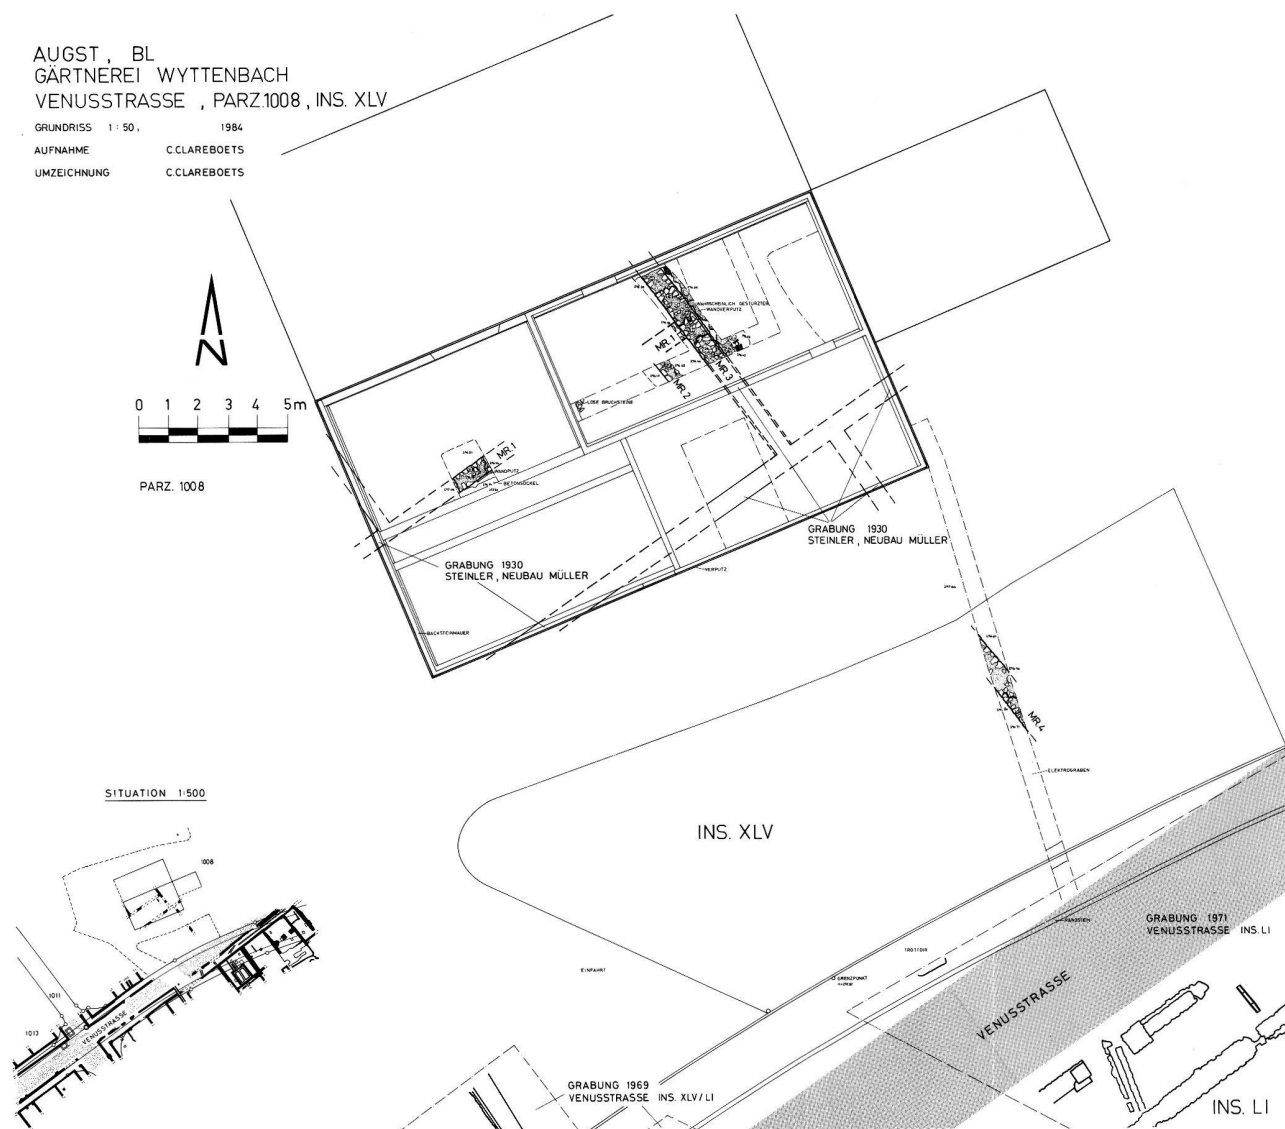 AUGST, BL
GÄRTNEREI WYTTENBACH
VENUSSTRASSE, PARZ.1008, INS. XLV
GRUNDRISS 1:50, 1984
AUFNAHME C.CLAREBOETS
UMZEICHNUNG C.CLAREBOETS
N
0 1 2 3 4 5m
PARZ. 1008
WAHRSCHEINLICH GESTÜRZTER
WANDVERPUTZ
MR.1
MR.2
MR.3
LOSE BRUCHSTEINE
MR.1
WANDPUTZ
BETONSOCKEL
GRABUNG 1930
STEINLER, NEUBAU MÜLLER
GRABUNG 1930
STEINLER, NEUBAU MÜLLER
VERPUTZ
BACKSTEINMAUER
MR.4
ELEKTROGRABEN
SITUATION 1:500
1008
1011
1013
VENUSSTRASSE
INS. XLV
RANDSTEIN
GRABUNG 1971
VENUSSTRASSE INS. LI
TROTTOIR
EINFAHRT
GRENZPUNKT
VENUSSTRASSE
GRABUNG 1969
VENUSSTRASSE INS. XLV/LI
INS. LI